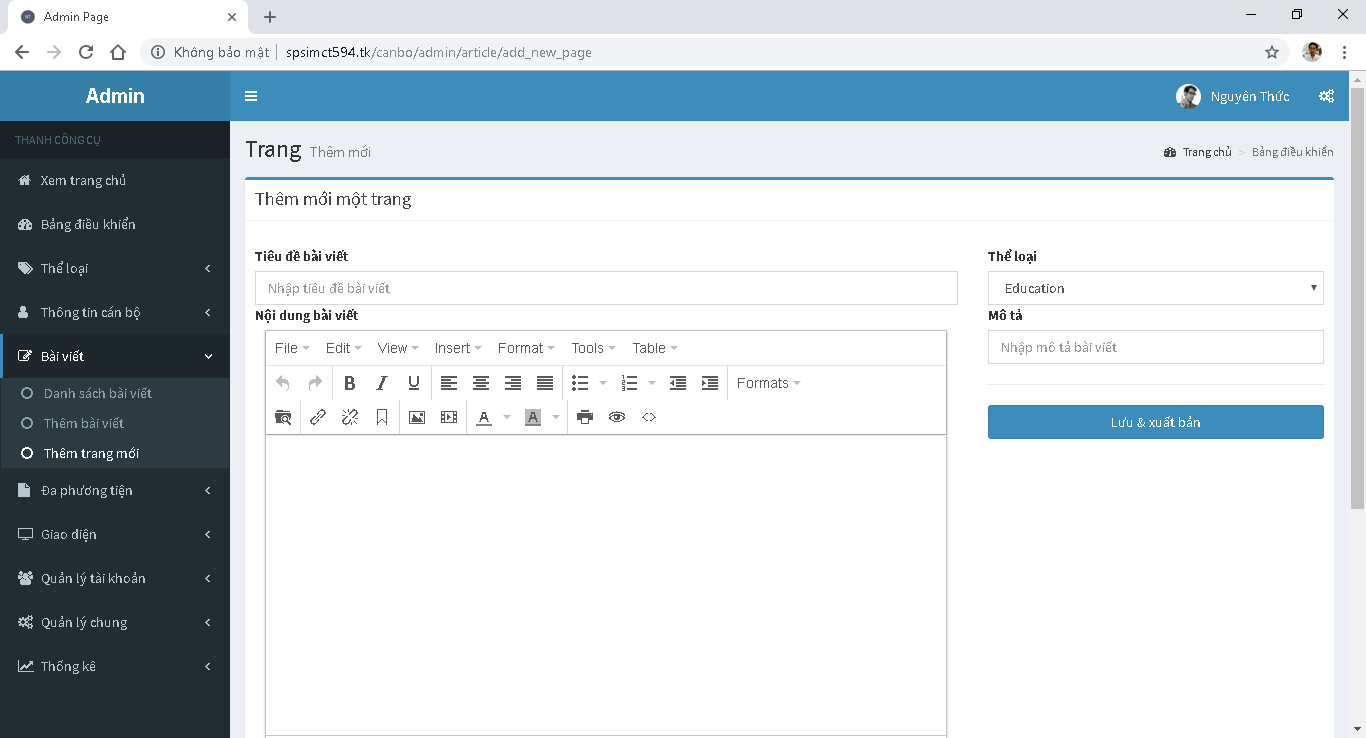 Admin Page
Không bảo mật
spsimct594.tk/canbo/admin/article/add_new_page
Admin
Nguyên Thức
THANH CÔNG CỤ
Xem trang chủ
Bảng điều khiển
Thể loại
Thông tin cán bộ
Bài viết
Danh sách bài viết
Thêm bài viết
Thêm trang mới
Đa phương tiện
Giao diện
Quản lý tài khoản
Quản lý chung
Thống kê
Trang Thêm mới
Trang chủ > Bảng điều khiển
Thêm mới một trang
Tiêu đề bài viết
Nhập tiêu đề bài viết
Nội dung bài viết
File Edit View Insert Format Tools Table
B I U Formats
A A
Thể loại
Education
Mô tả
Nhập mô tả bài viết
Lưu & xuất bản